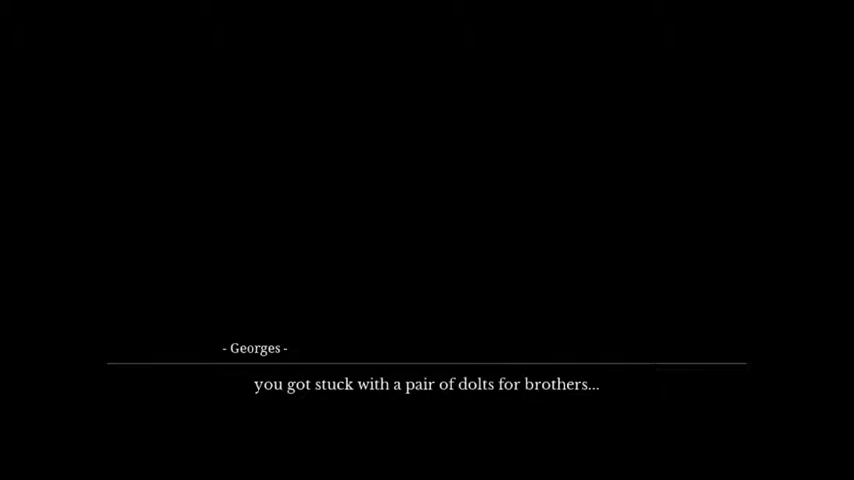 - Georges -
you got stuck with a pair of dolts for brothers...